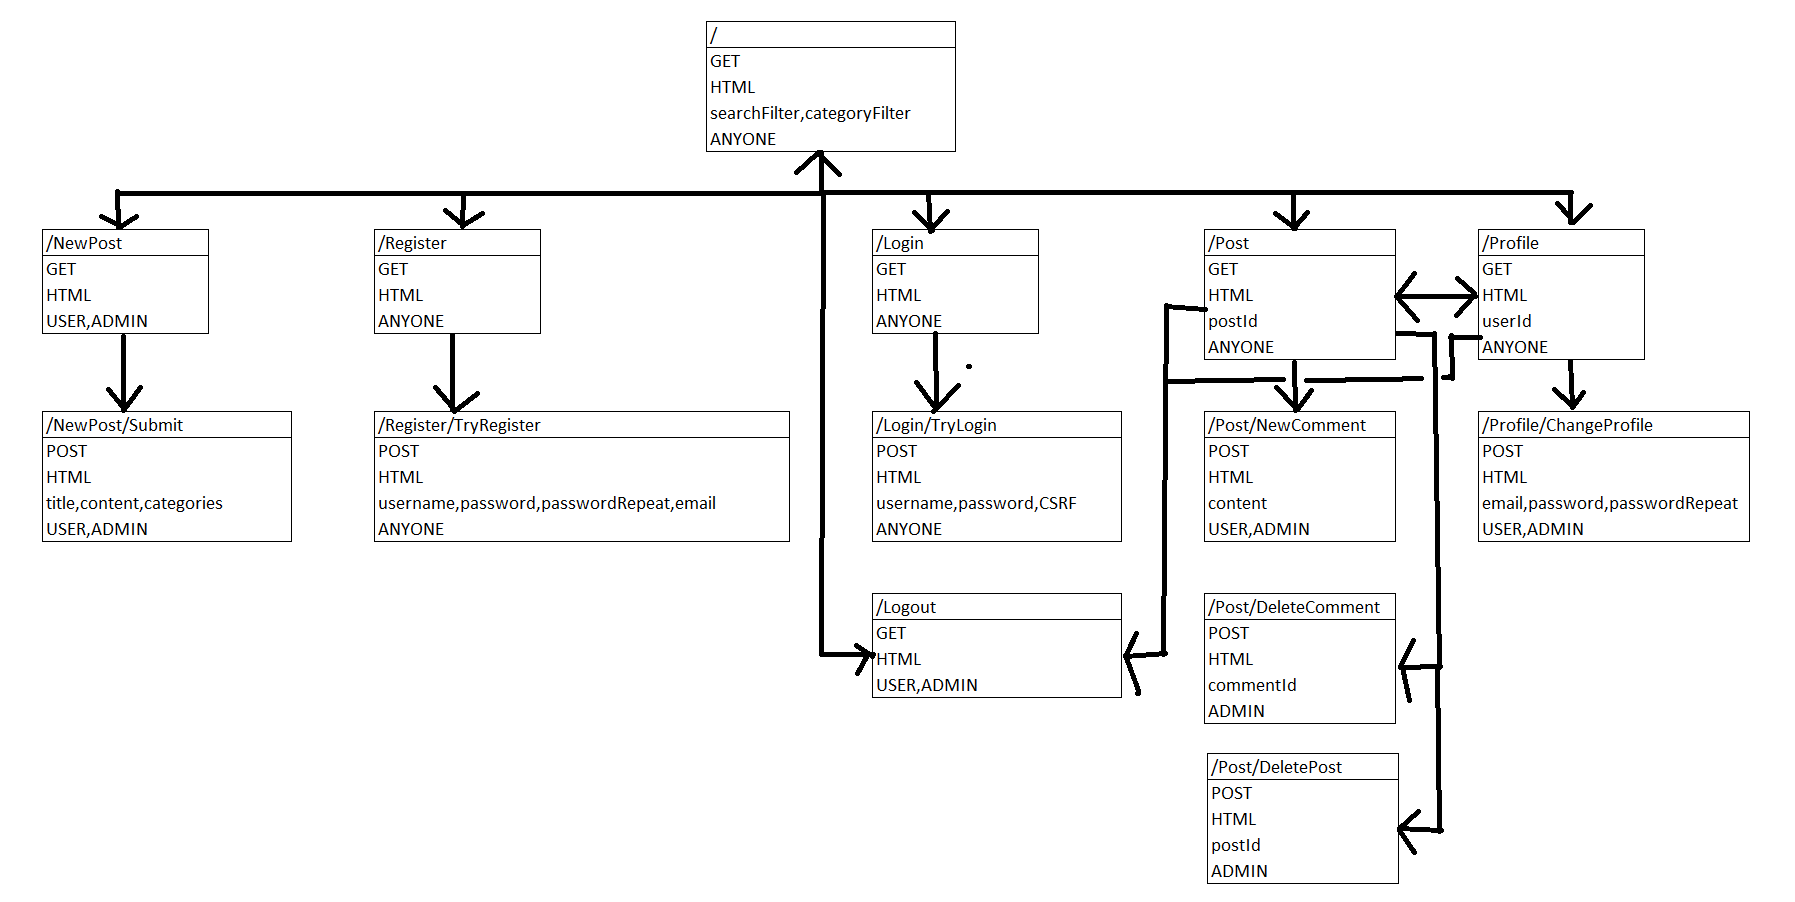 /
GET
HTML
searchFilter,categoryFilter
ANYONE
/NewPost
GET
HTML
USER,ADMIN
/Register
GET
HTML
ANYONE
/Login
GET
HTML
ANYONE
/Post
GET
HTML
postId
ANYONE
/Profile
GET
HTML
userId
ANYONE
/NewPost/Submit
POST
HTML
title,content,categories
USER,ADMIN
/Register/TryRegister
POST
HTML
username,password,passwordRepeat,email
ANYONE
/Login/TryLogin
POST
HTML
username,password,CSRF
ANYONE
/Post/NewComment
POST
HTML
content
USER,ADMIN
/Profile/ChangeProfile
POST
HTML
email,password,passwordRepeat
USER,ADMIN
/Logout
GET
HTML
USER,ADMIN
/Post/DeleteComment
POST
HTML
commentId
ADMIN
/Post/DeletePost
POST
HTML
postId
ADMIN